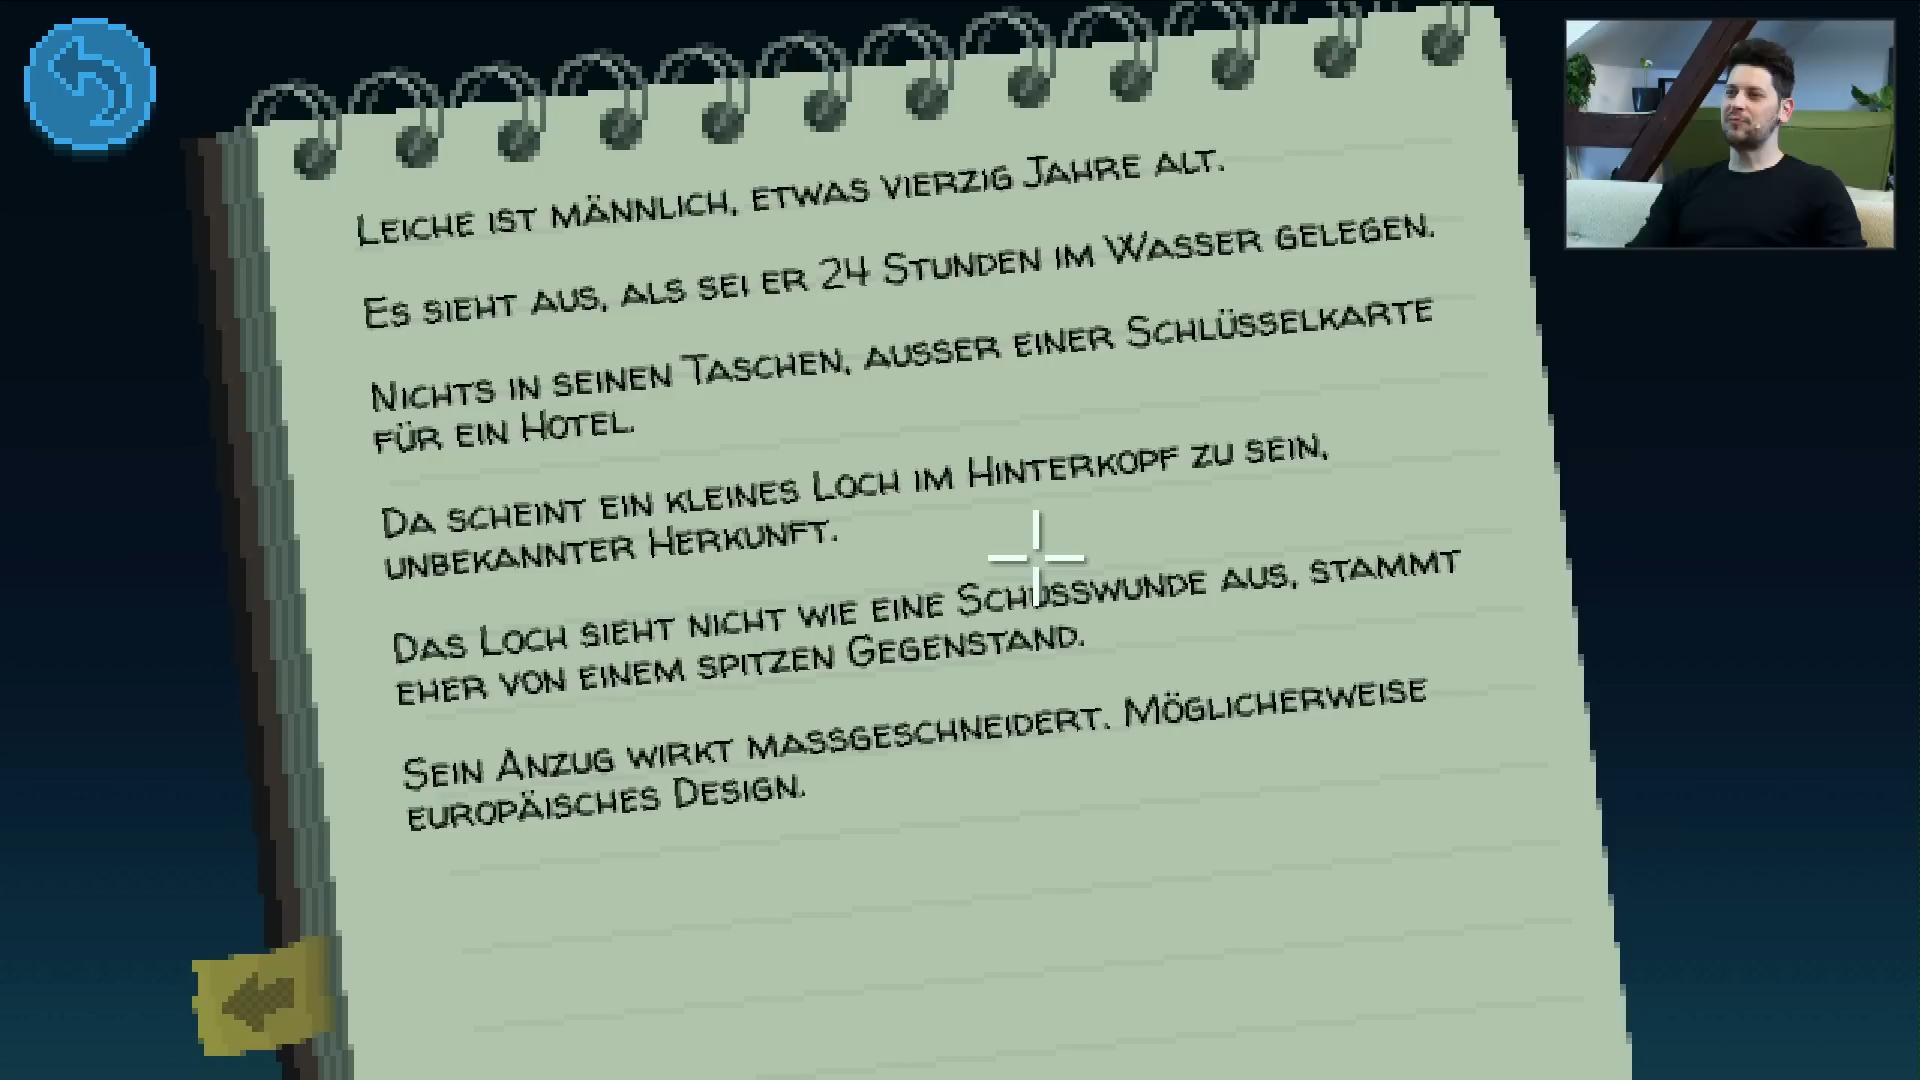 Leiche ist männlich, etwas vierzig Jahre alt.
Es sieht aus, als sei er 24 Stunden im Wasser gelegen.
Nichts in seinen Taschen, ausser einer Schlüsselkarte
für ein Hotel.
Da scheint ein kleines Loch im Hinterkopf zu sein,
unbekannter Herkunft.
Das Loch sieht nicht wie eine Schusswunde aus, stammt
eher von einem spitzen Gegenstand.
Sein Anzug wirkt massgeschneidert. Möglicherweise
europäisches Design.